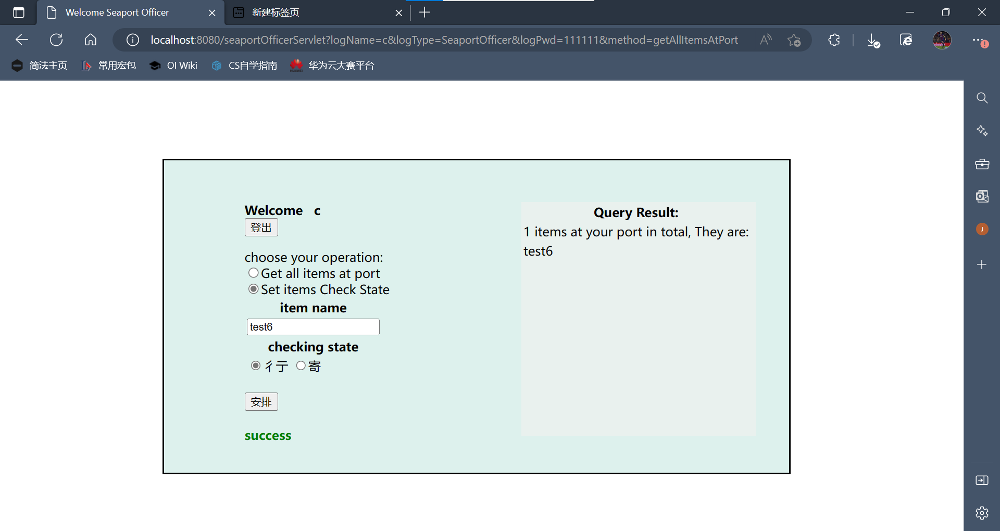 Welcome Seaport Officer
新建标签页
localhost:8080/seaportOfficerServlet?logName=c&logType=SeaportOfficer&logPwd=111111&method=getAllItemsAtPort
简法主页
常用宏包
OI Wiki
CS自学指南
华为云大赛平台
Welcome c
登出
choose your operation:
Get all items at port
Set items Check State
item name
test6
checking state
彳亍 寄
安排
success
Query Result:
1 items at your port in total, They are:
test6
J